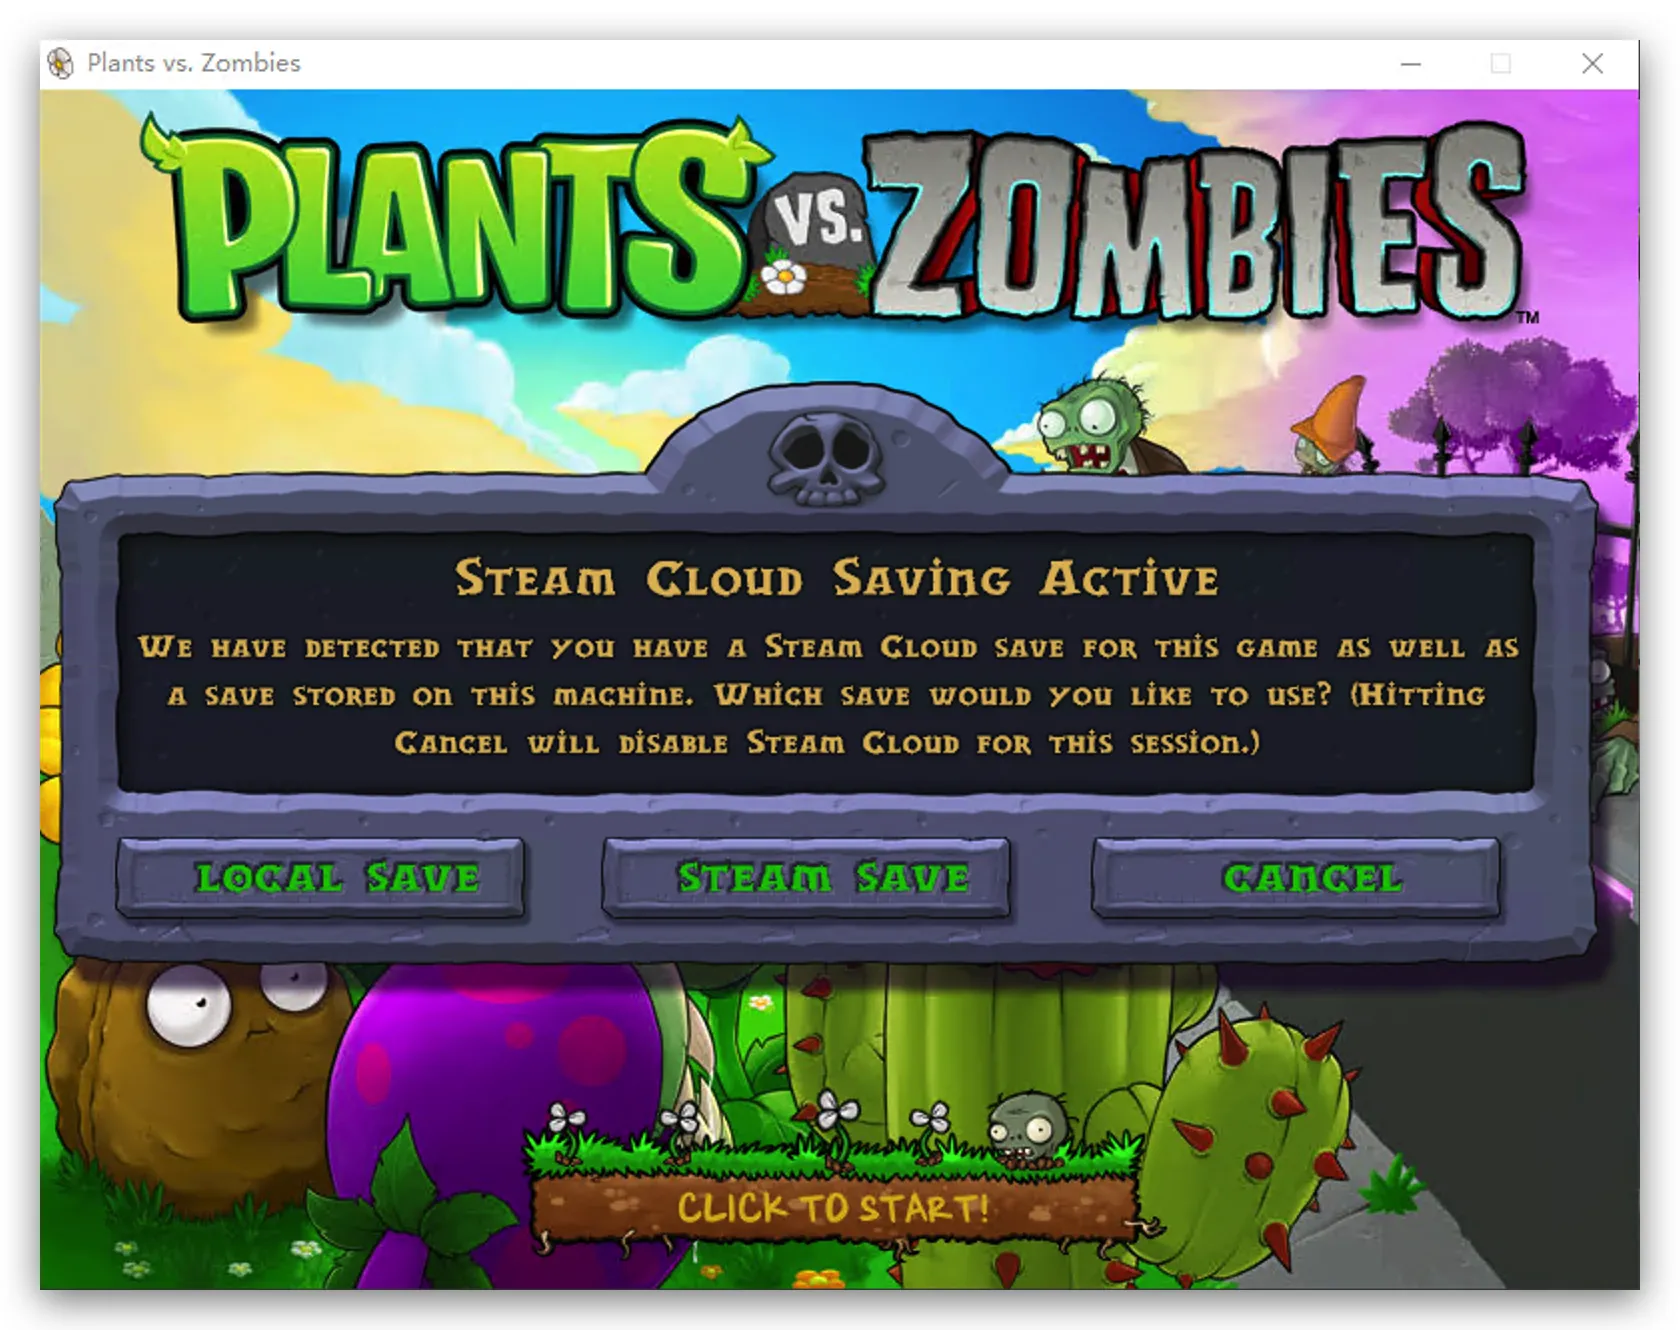 Plants vs. Zombies
PLANTS VS. ZOMBIES™
Steam Cloud Saving Active
We have detected that you have a Steam Cloud save for this game as well as
a save stored on this machine. Which save would you like to use? (Hitting
Cancel will disable Steam Cloud for this session.)
LOCAL SAVE STEAM SAVE CANCEL
CLICK TO START!